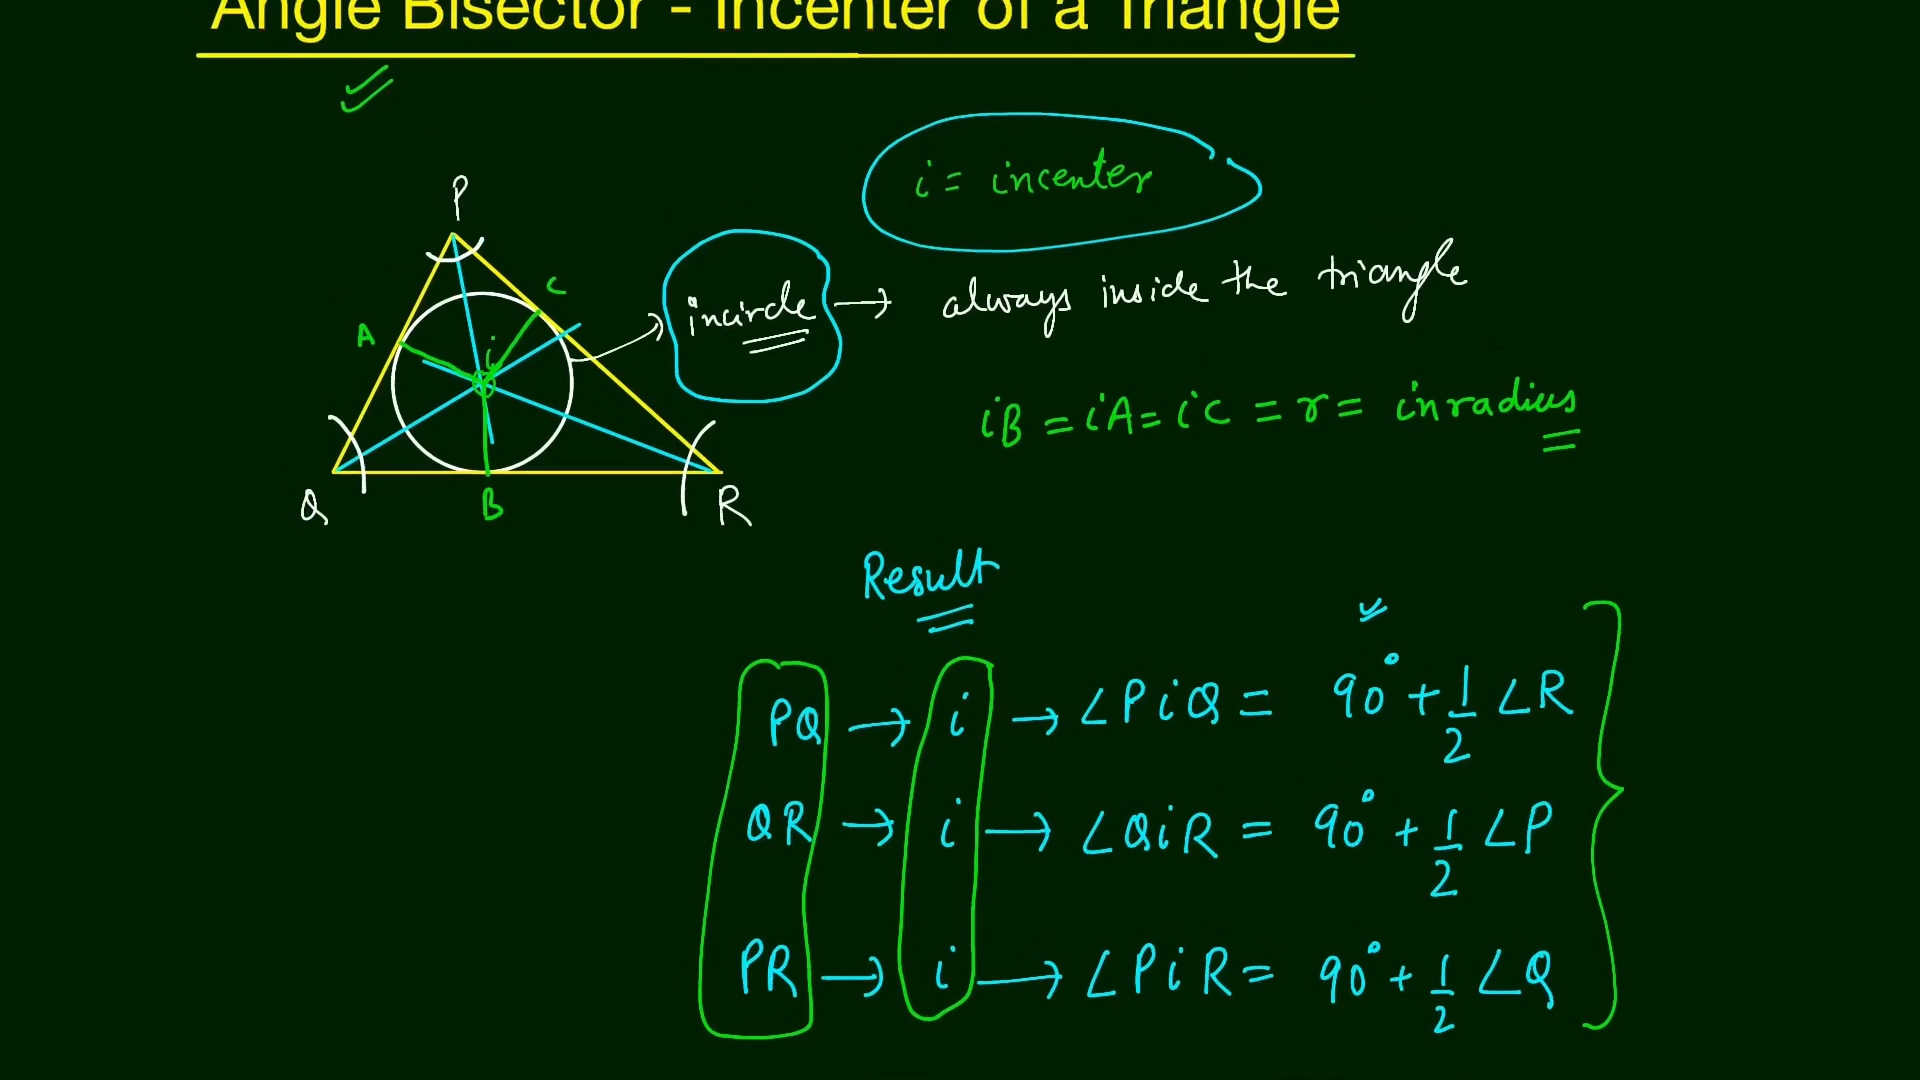 Angle Bisector - Incenter of a Triangle
i = incenter
P
C
incircle → always inside the triangle
A
i
iB = iA = iC = r = inradius
Q
B
R
Result
PQ → i → ∠PiQ = 90° + 1/2 ∠R
QR → i → ∠QiR = 90° + 1/2 ∠P
PR → i → ∠PiR = 90° + 1/2 ∠Q